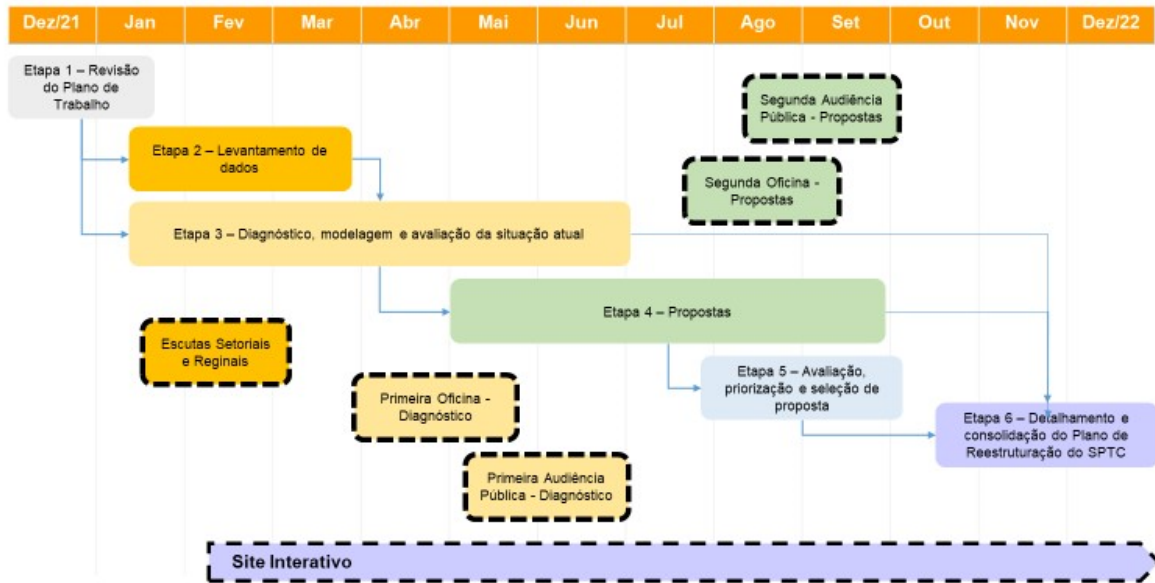 Dez/21 Jan Fev Mar Abr Mai Jun Jul Ago Set Out Nov Dez/22
Etapa 1 – Revisão
do Plano de
Trabalho
Segunda Audiência
Pública - Propostas
Etapa 2 – Levantamento de
dados
Segunda Oficina -
Propostas
Etapa 3 – Diagnóstico, modelagem e avaliação da situação atual
Etapa 4 – Propostas
Escutas Setoriais
e Reginais
Etapa 5 – Avaliação,
priorização e seleção de
proposta
Primeira Oficina -
Diagnóstico
Etapa 6 – Detalhamento e
consolidação do Plano de
Reestruturação do SPTC
Primeira Audiência
Pública - Diagnóstico
Site Interativo